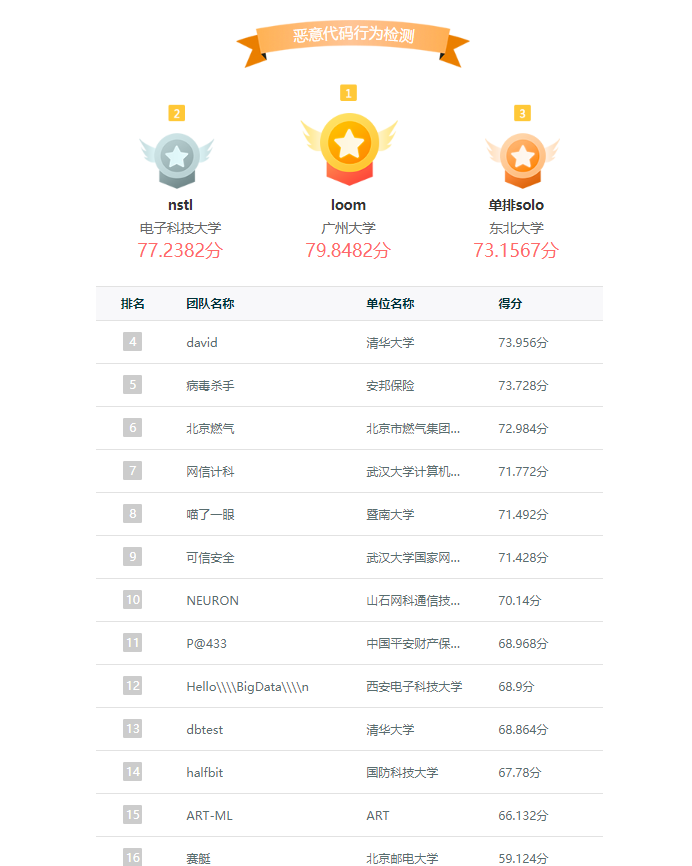 恶意代码行为检测
1
2
3
nstl
loom
单排solo
电子科技大学
广州大学
东北大学
77.2382分
79.8482分
73.1567分
排名 团队名称 单位名称 得分
4 david 清华大学 73.956分
5 病毒杀手 安邦保险 73.728分
6 北京燃气 北京市燃气集团... 72.984分
7 网信计科 武汉大学计算机... 71.772分
8 喵了一眼 暨南大学 71.492分
9 可信安全 武汉大学国家网... 71.428分
10 NEURON 山石网科通信技... 70.14分
11 P@433 中国平安财产保... 68.968分
12 Hello\\\\BigData\\\\n 西安电子科技大学 68.9分
13 dbtest 清华大学 68.864分
14 halfbit 国防科技大学 67.78分
15 ART-ML ART 66.132分
16 赛艇 北京邮电大学 59.124分